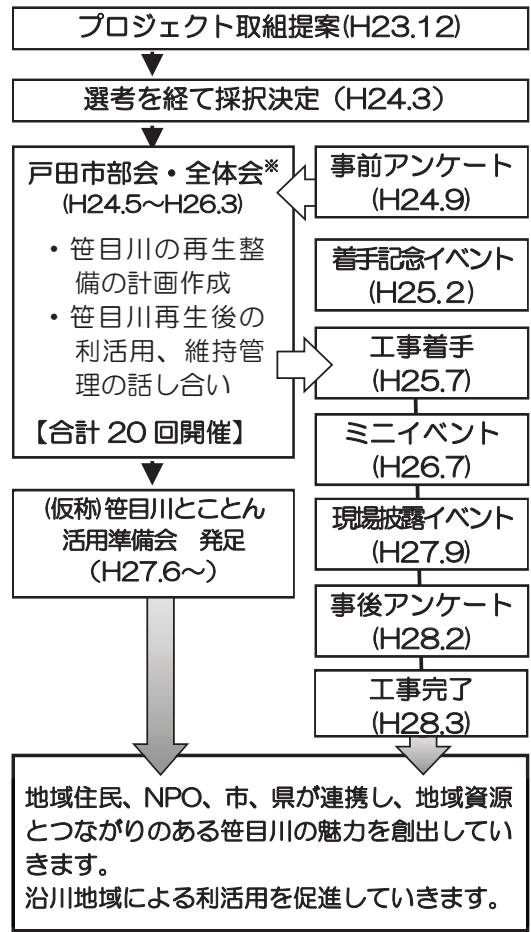 プロジェクト取組提案(H23.12)
選考を経て採択決定（H24.3）
戸田市部会・全体会※
(H24.5～H26.3)
・笹目川の再生整
備の計画作成
・笹目川再生後の
利活用、維持管
理の話し合い
【合計 20 回開催】
(仮称)笹目川とことん
活用準備会　発足
（H27.6～）
事前アンケート
(H24.9)
着手記念イベント
(H25.2)
工事着手
(H25.7)
ミニイベント
(H26.7)
現場披露イベント
(H27.9)
事後アンケート
(H28.2)
工事完了
(H28.3)
地域住民、NPO、市、県が連携し、地域資源
とつながりのある笹目川の魅力を創出してい
きます。
沿川地域による利活用を促進していきます。